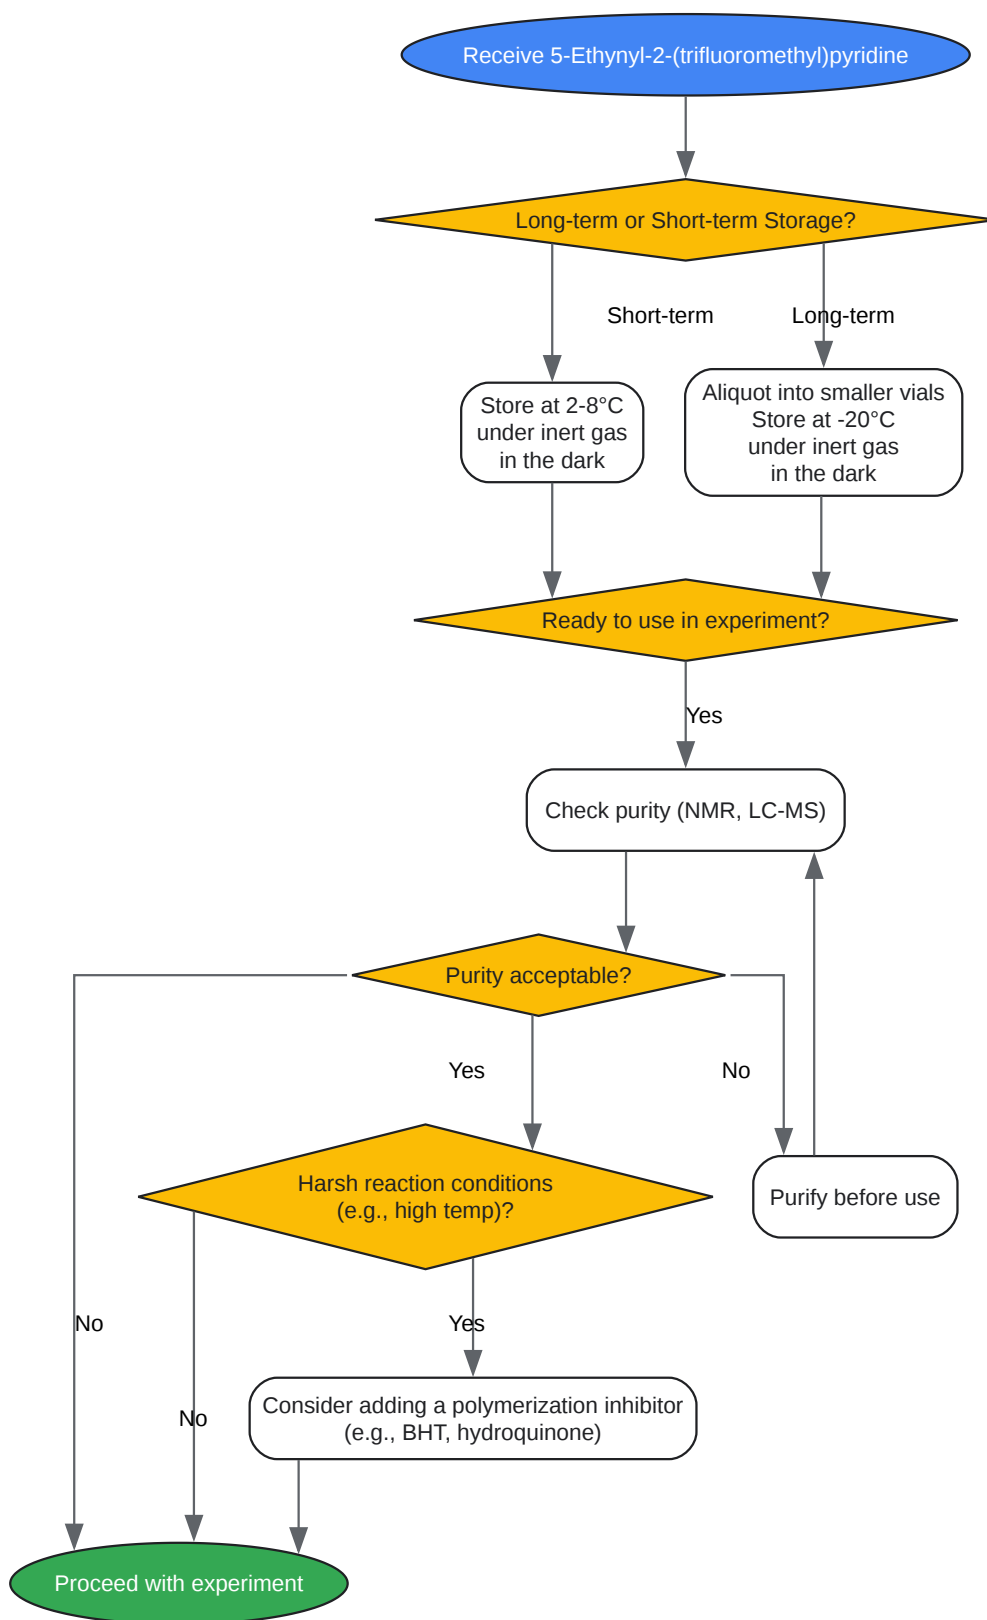 Receive 5-Ethynyl-2-(trifluoromethyl)pyridine
Long-term or Short-term Storage?
Short-term
Long-term
Store at 2-8°C
under inert gas
in the dark
Aliquot into smaller vials
Store at -20°C
under inert gas
in the dark
Ready to use in experiment?
Yes
Check purity (NMR, LC-MS)
Purity acceptable?
Yes
No
Harsh reaction conditions
(e.g., high temp)?
Purify before use
No
Yes
Consider adding a polymerization inhibitor
(e.g., BHT, hydroquinone)
No
Proceed with experiment